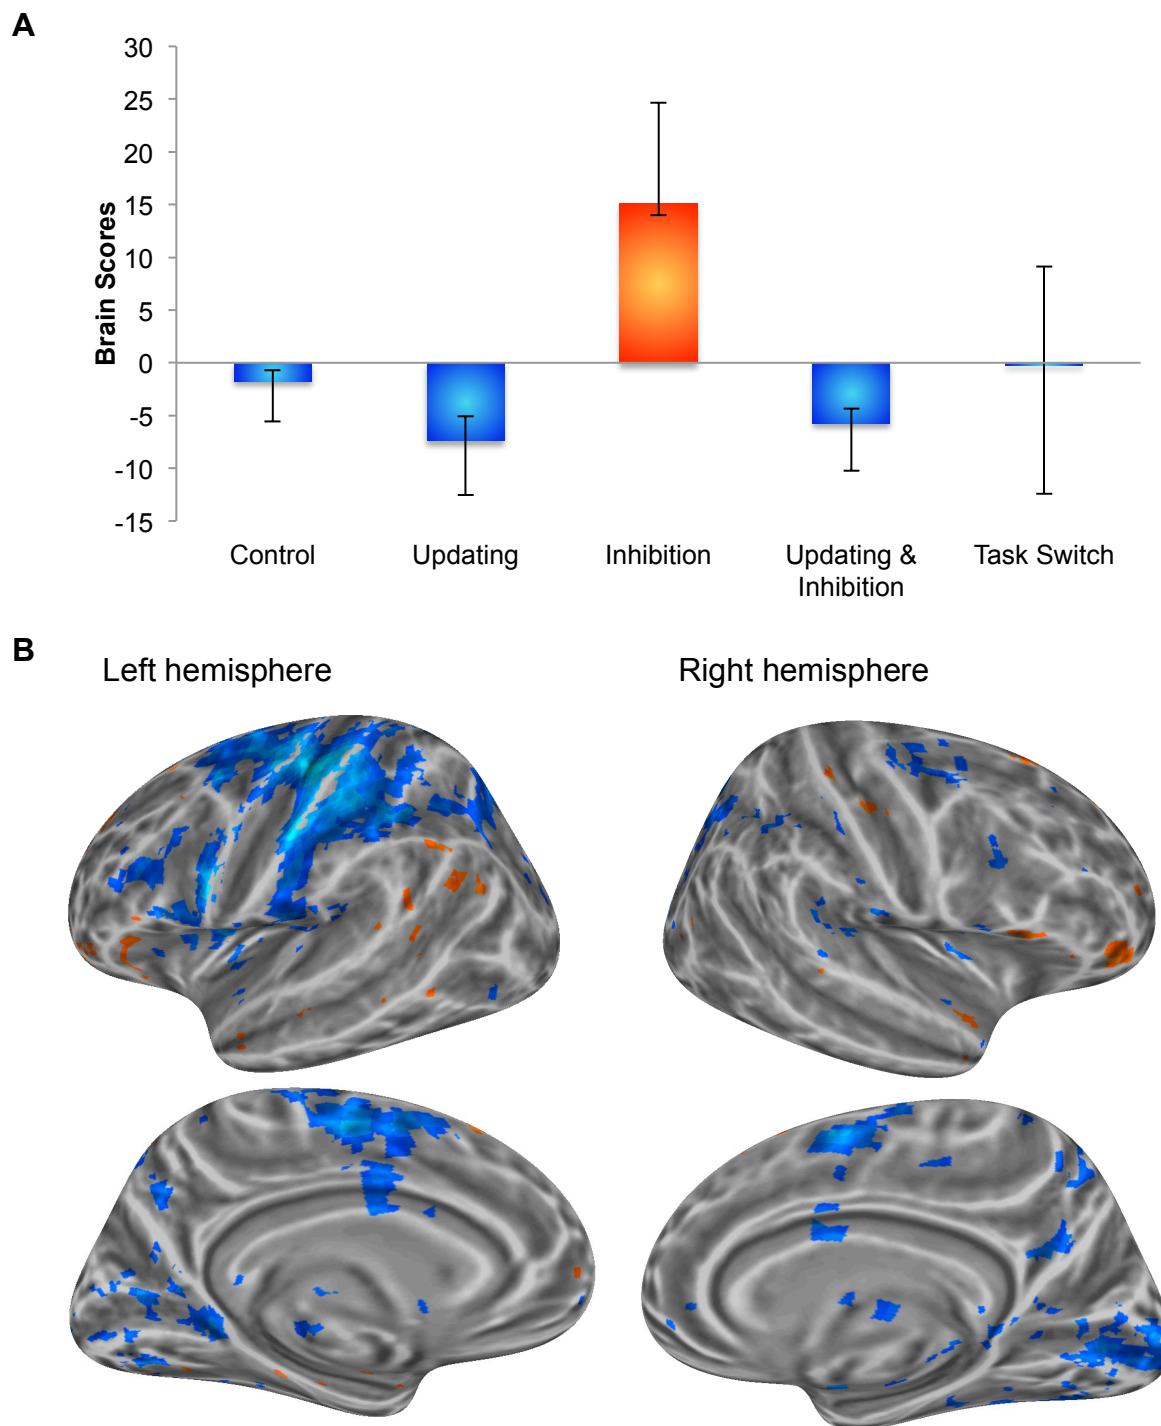 A
30
25
20
15
10
5
0
-5
-10
-15
Brain Scores
Control
Updating
Inhibition
Updating &
Inhibition
Task Switch
B
Left hemisphere
Right hemisphere